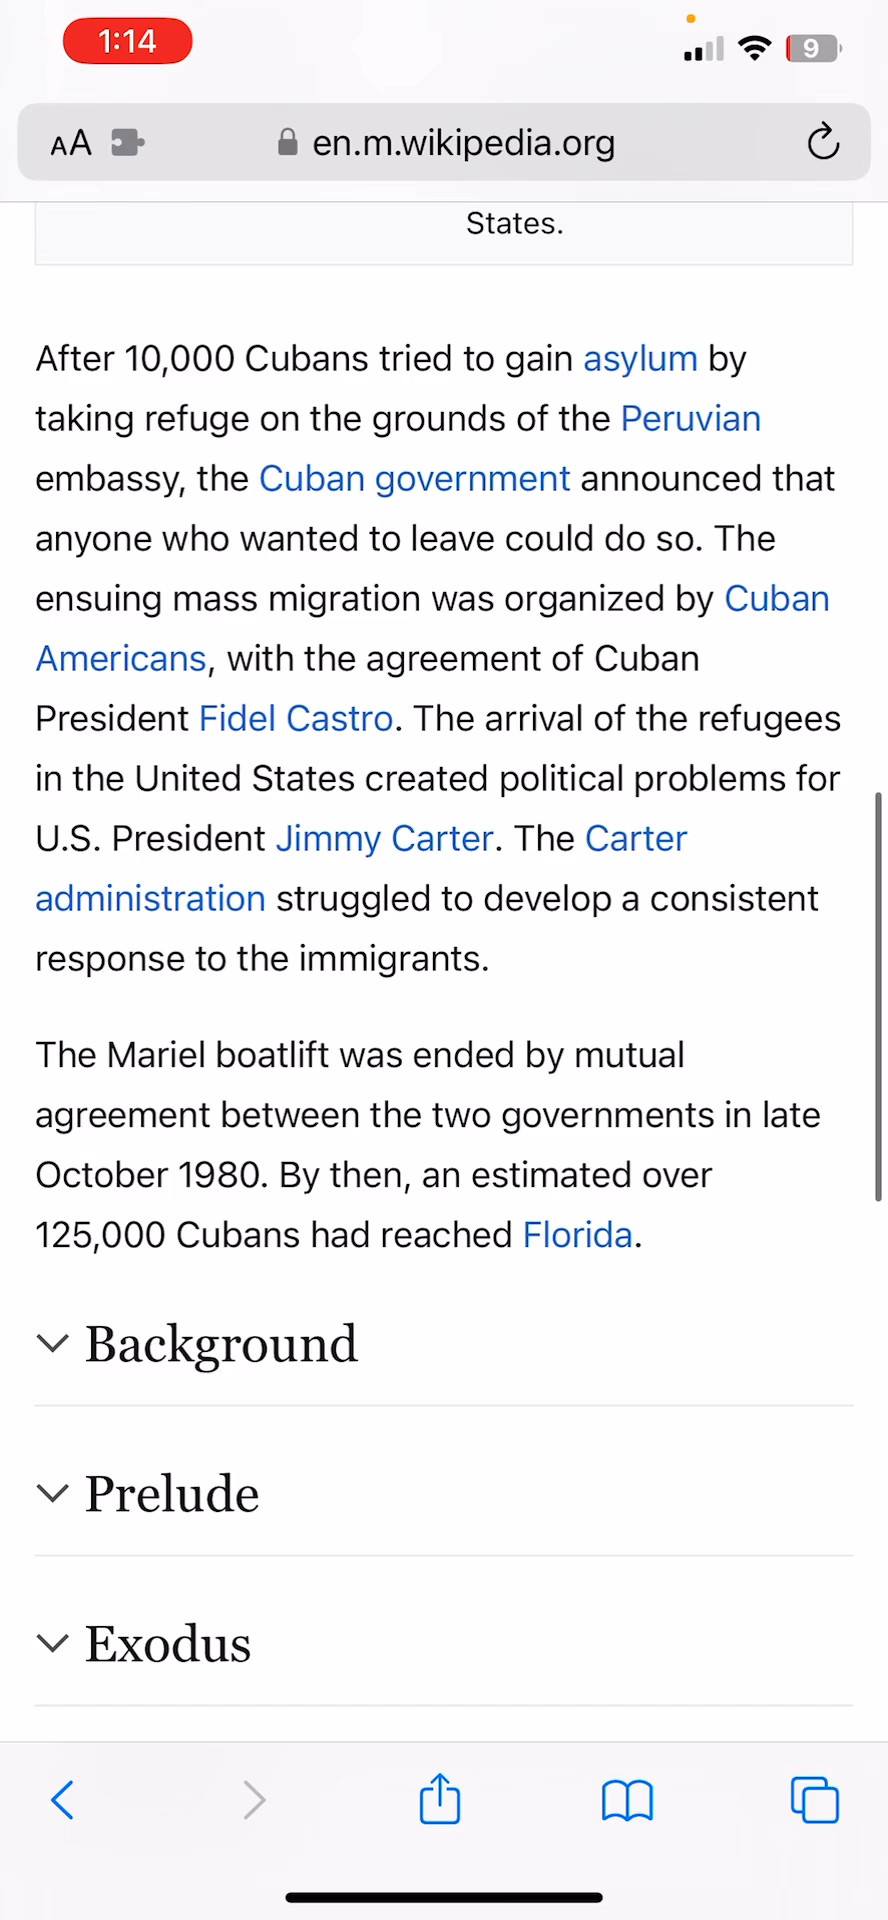 1:14
9
AA
en.m.wikipedia.org
States.
After 10,000 Cubans tried to gain asylum by
taking refuge on the grounds of the Peruvian
embassy, the Cuban government announced that
anyone who wanted to leave could do so. The
ensuing mass migration was organized by Cuban
Americans, with the agreement of Cuban
President Fidel Castro. The arrival of the refugees
in the United States created political problems for
U.S. President Jimmy Carter. The Carter
administration struggled to develop a consistent
response to the immigrants.
The Mariel boatlift was ended by mutual
agreement between the two governments in late
October 1980. By then, an estimated over
125,000 Cubans had reached Florida.
Background
Prelude
Exodus